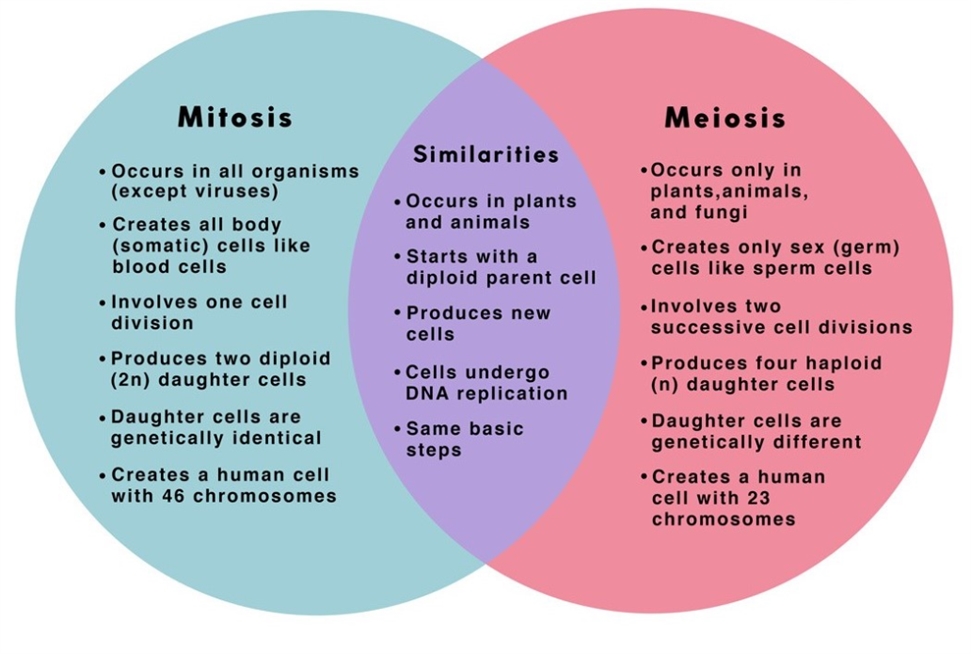 Mitosis
• Occurs in all organisms
(except viruses)
• Creates all body
(somatic) cells like
blood cells
• Involves one cell
division
• Produces two diploid
(2n) daughter cells
• Daughter cells are
genetically identical
• Creates a human cell
with 46 chromosomes
Similarities
• Occurs in plants
and animals
• Starts with a
diploid parent cell
• Produces new
cells
• Cells undergo
DNA replication
• Same basic
steps
Meiosis
• Occurs only in
plants,animals,
and fungi
• Creates only sex (germ)
cells like sperm cells
• Involves two
successive cell divisions
• Produces four haploid
(n) daughter cells
• Daughter cells are
genetically different
• Creates a human
cell with 23
chromosomes